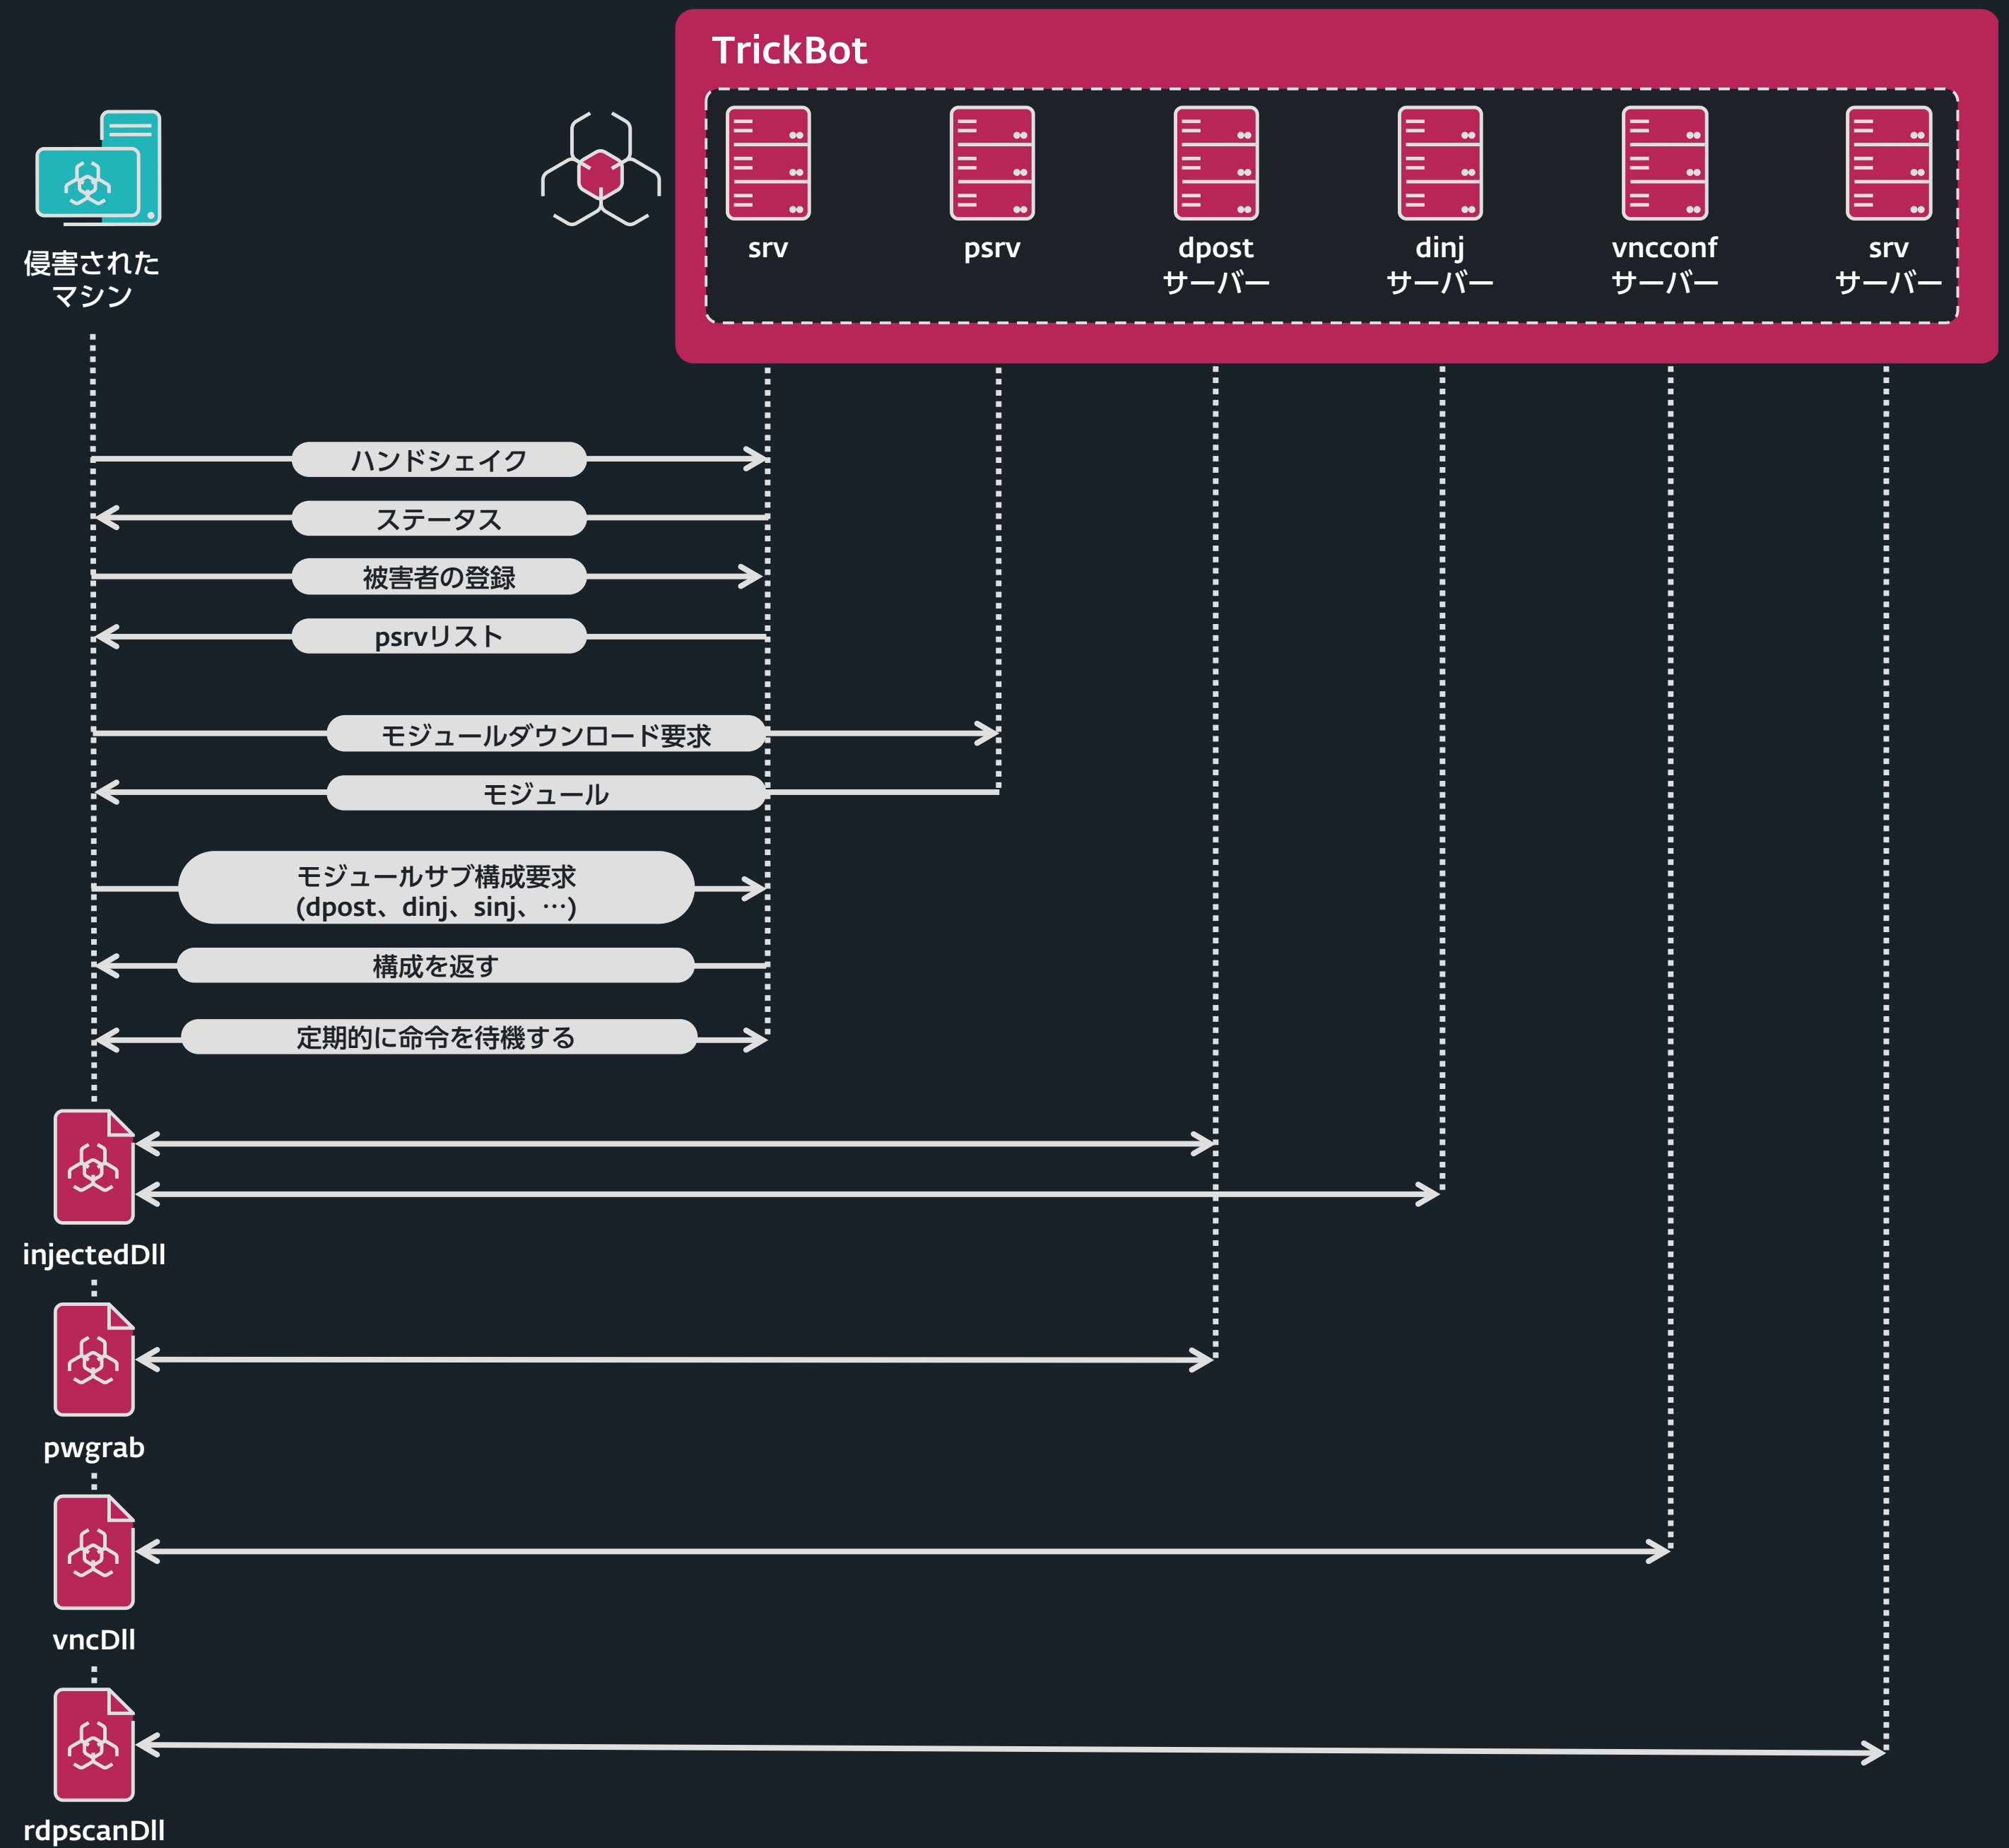 TrickBot
侵害された
マシン
srv
psrv
dpost
サーバー
dinj
サーバー
vncconf
サーバー
srv
サーバー
ハンドシェイク
ステータス
被害者の登録
psrvリスト
モジュールダウンロード要求
モジュール
モジュールサブ構成要求
(dpost、dinj、sinj、…)
構成を返す
定期的に命令を待機する
injectedDll
pwgrab
vncDll
rdpscanDll